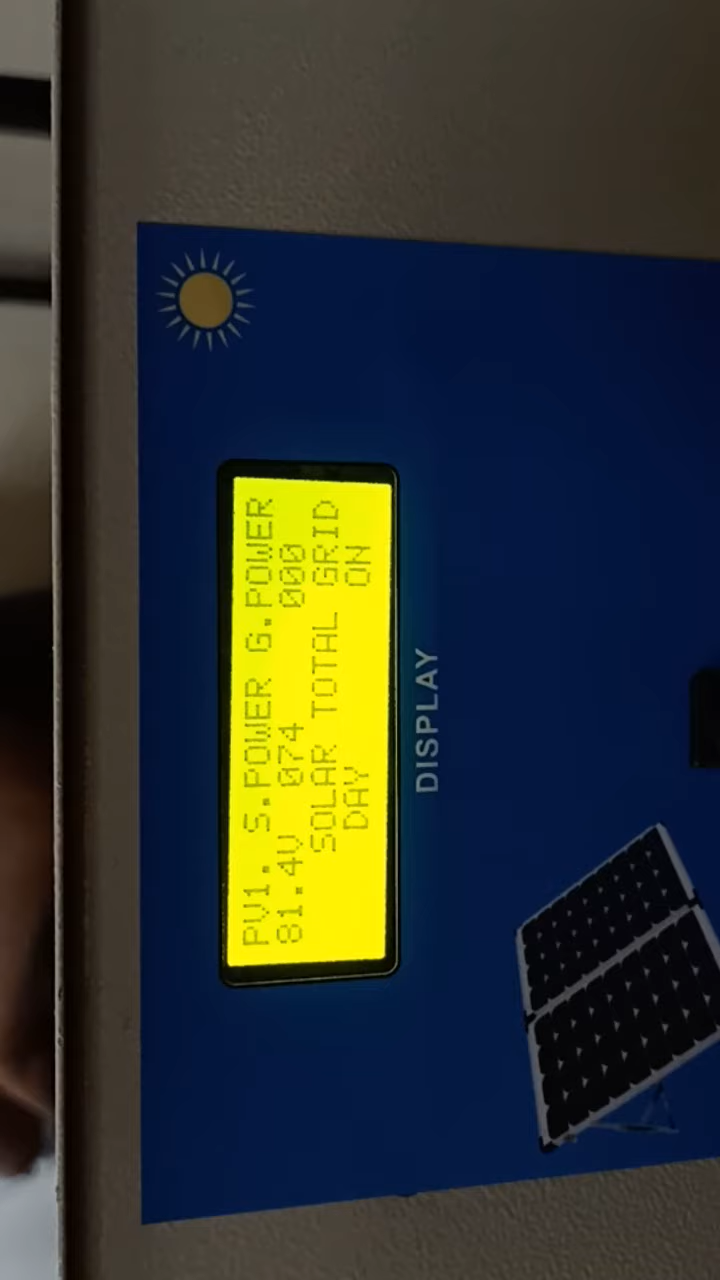 PV1. S.POWER G.POWER
81.4V 074 000
SOLAR TOTAL GRID
DAY ON
DISPLAY